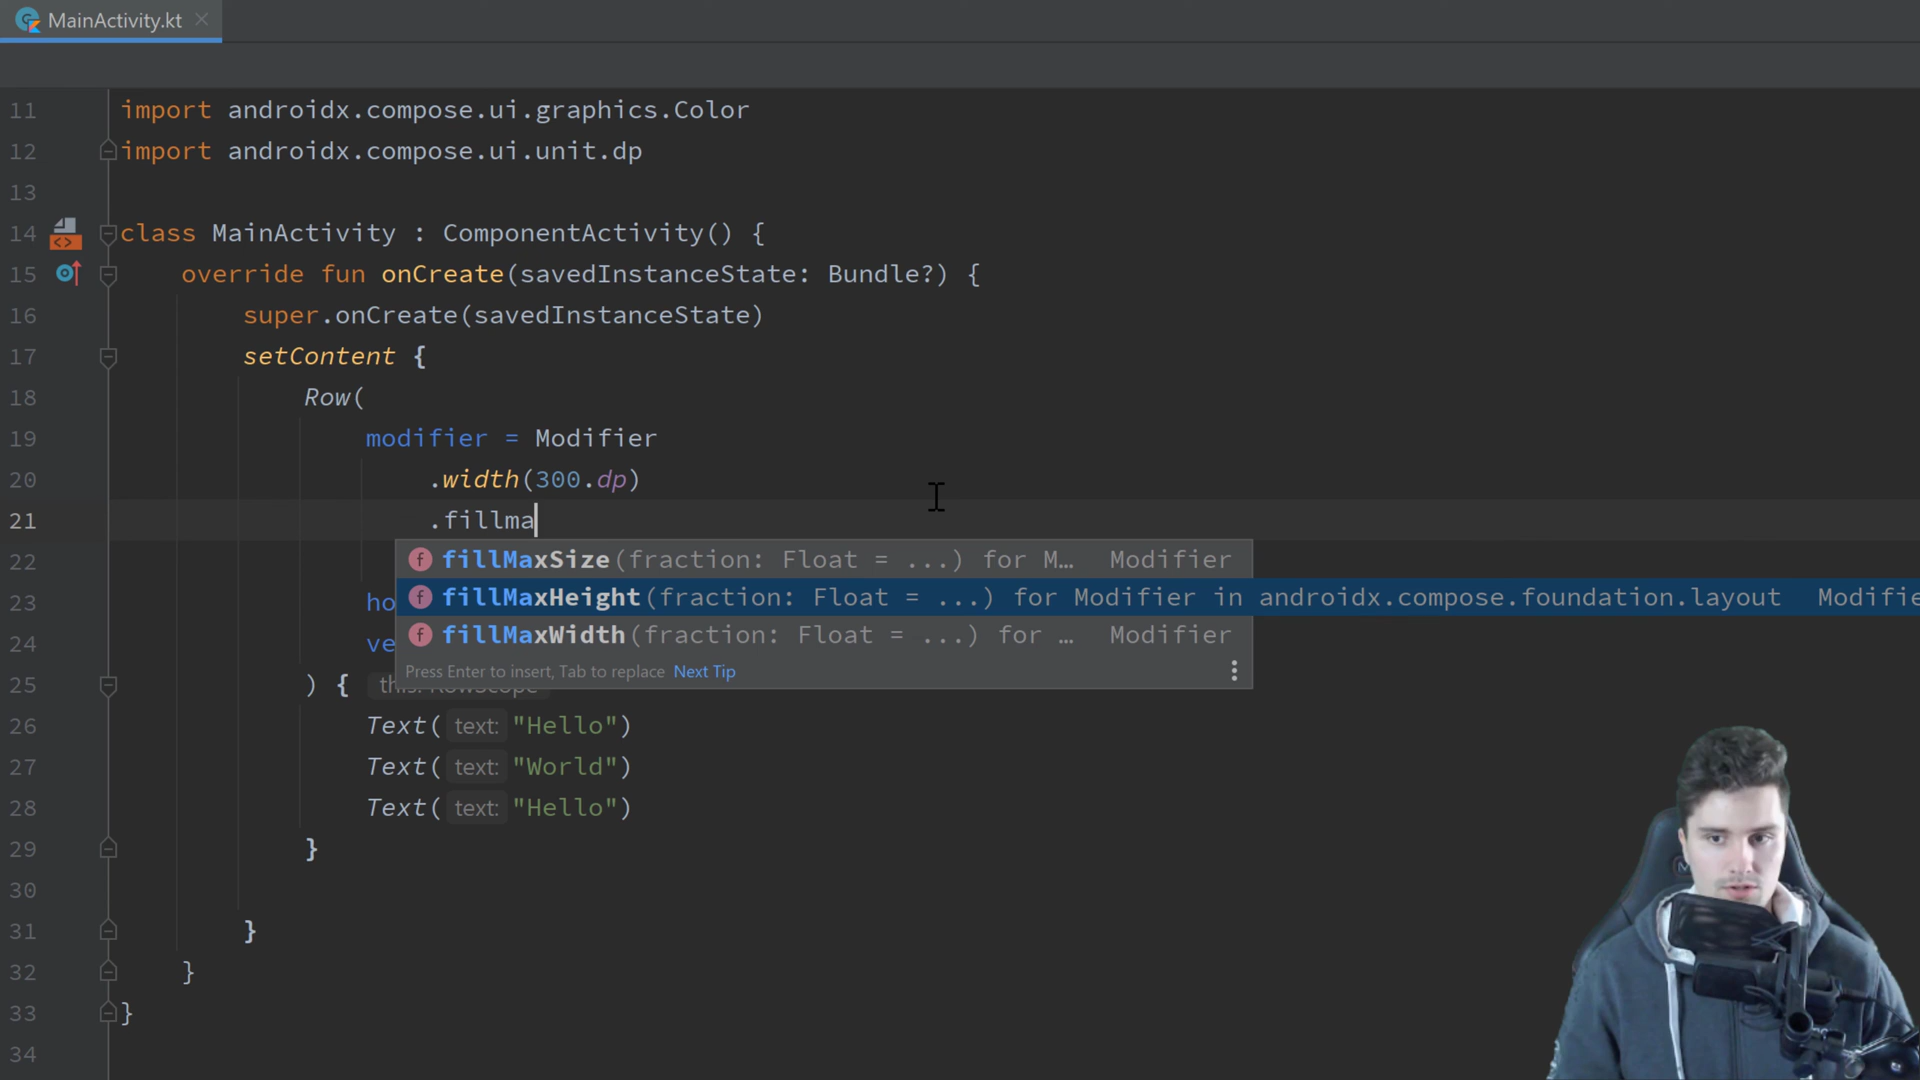 MainActivity.kt
11 import androidx.compose.ui.graphics.Color
12 import androidx.compose.ui.unit.dp
13
14 class MainActivity : ComponentActivity() {
15 override fun onCreate(savedInstanceState: Bundle?) {
16 super.onCreate(savedInstanceState)
17 setContent {
18 Row(
19 modifier = Modifier
20 .width(300.dp)
21 .fillma
22 fillMaxSize(fraction: Float = ...) for M… Modifier
23 ho fillMaxHeight(fraction: Float = ...) for Modifier in androidx.compose.foundation.layout Modifie
24 ve fillMaxWidth(fraction: Float = ...) for … Modifier
Press Enter to insert, Tab to replace Next Tip
25 ) { this: RowScope
26 Text( text: "Hello")
27 Text( text: "World")
28 Text( text: "Hello")
29 }
30
31 }
32 }
33 }
34